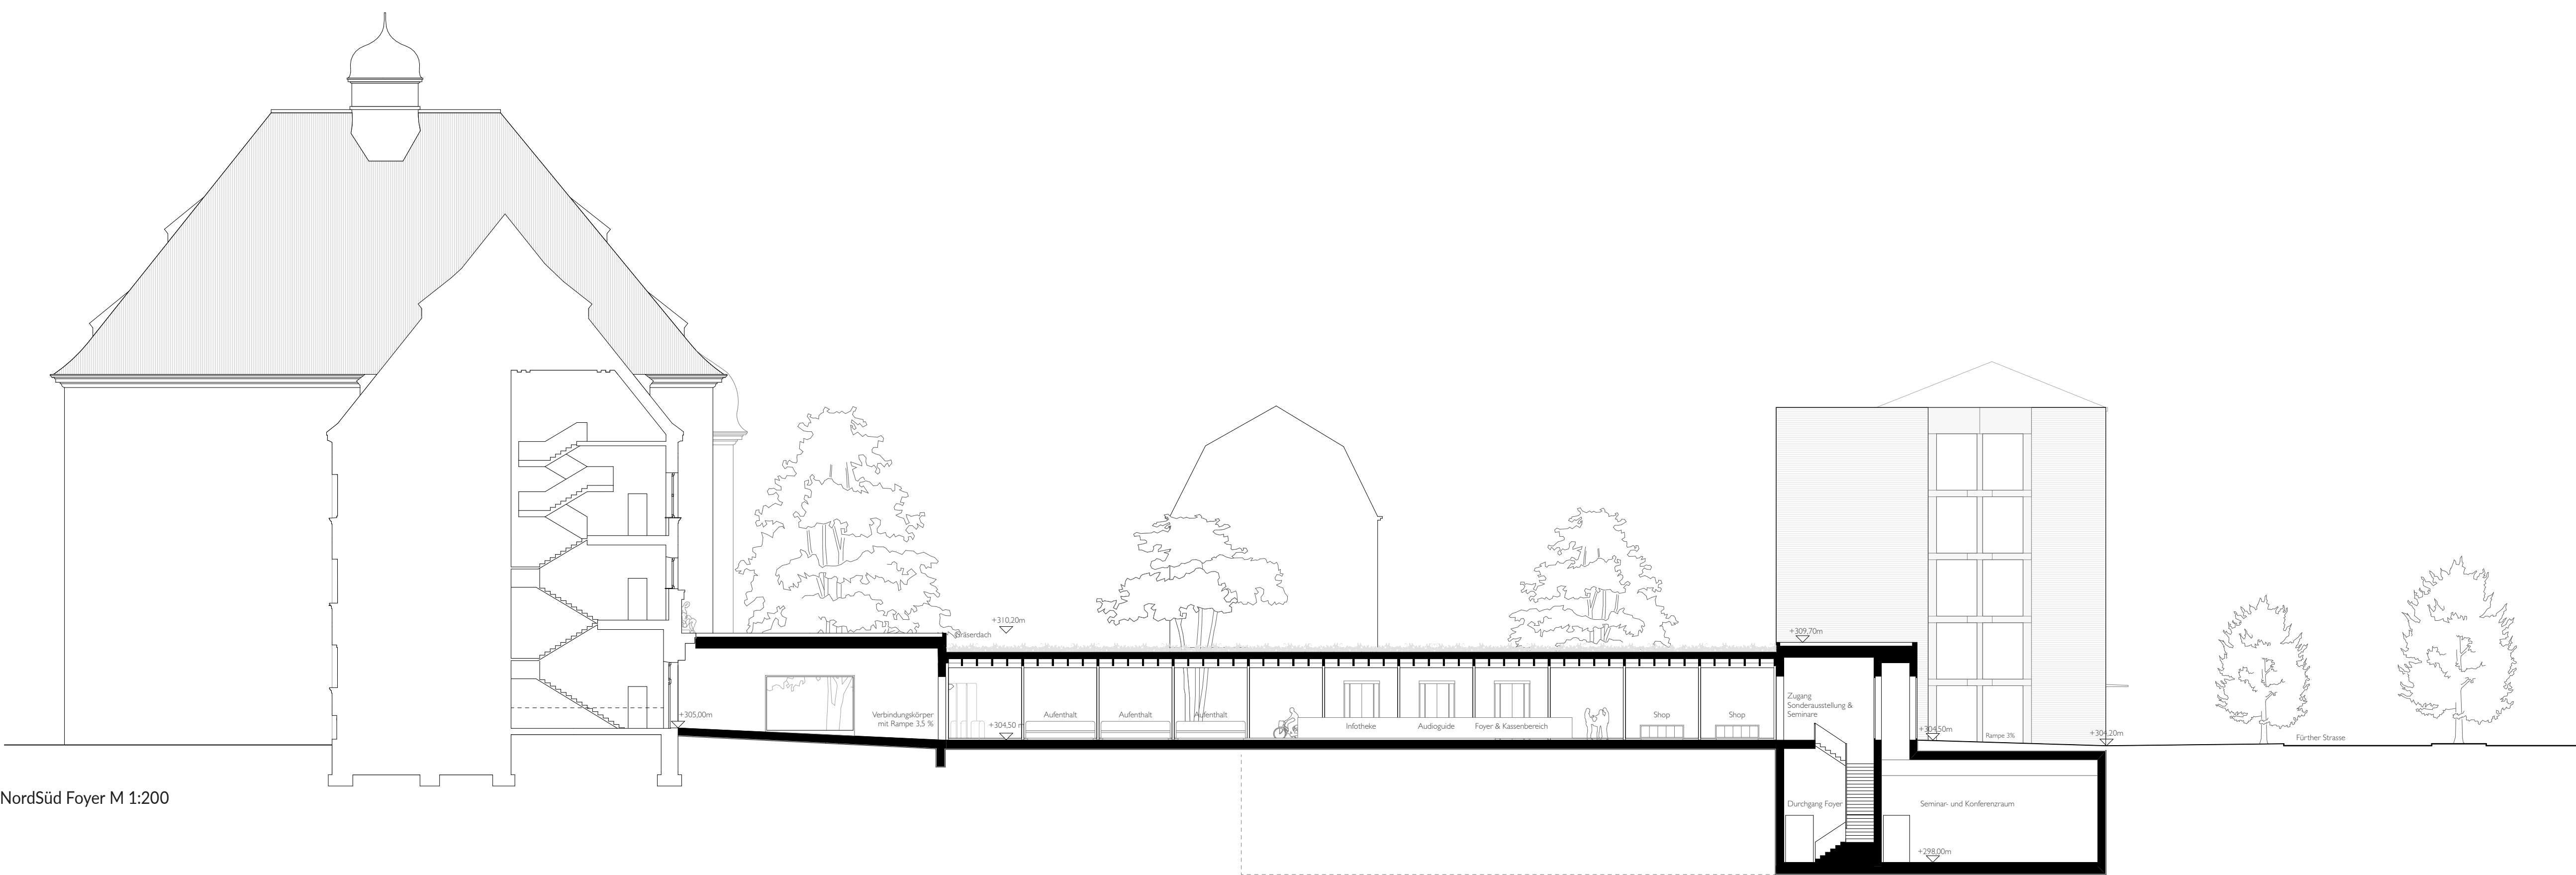 +310,20m
Gräserdach
+309,70m
Zugang
Sonderausstellung &
Seminare
+305,00m
Verbindungskörper
mit Rampe 3,5 %
+304,50 m
Aufenthalt
Aufenthalt
Aufenthalt
Infotheke
Audioguide
Foyer & Kassenbereich
Shop
Shop
+304,50m
Rampe 3%
+304,20m
Fürther Strasse
NordSüd Foyer M 1:200
Durchgang Foyer
Seminar- und Konferenzraum
+298,00m